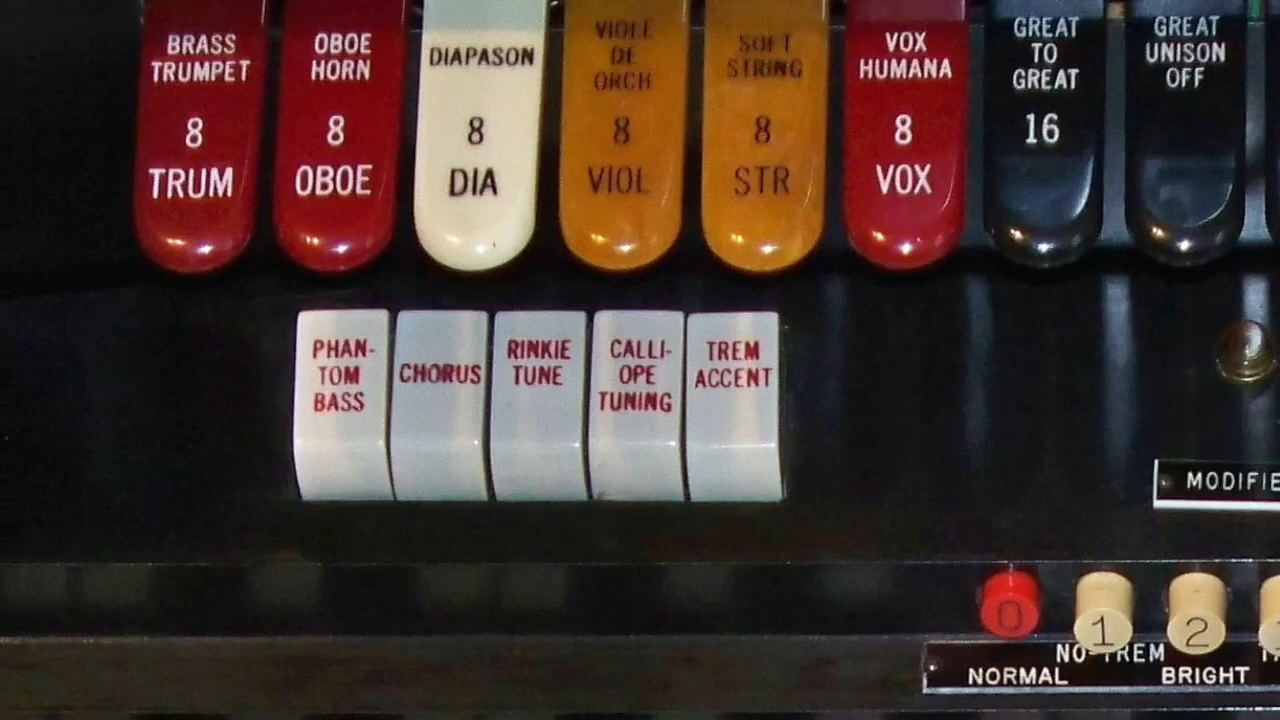 BRASS
TRUMPET
8
TRUM
OBOE
HORN
8
OBOE
DIAPASON
8
DIA
VIOLE
DE
ORCH
8
VIOL
SOFT
STRING
8
STR
VOX
HUMANA
8
VOX
GREAT
TO
GREAT
16
GREAT
UNISON
OFF
PHAN-
TOM
BASS
CHORUS
RINKIE
TUNE
CALLI-
OPE
TUNING
TREM
ACCENT
MODIFIE
0
1
2
NO TREM
NORMAL
BRIGHT